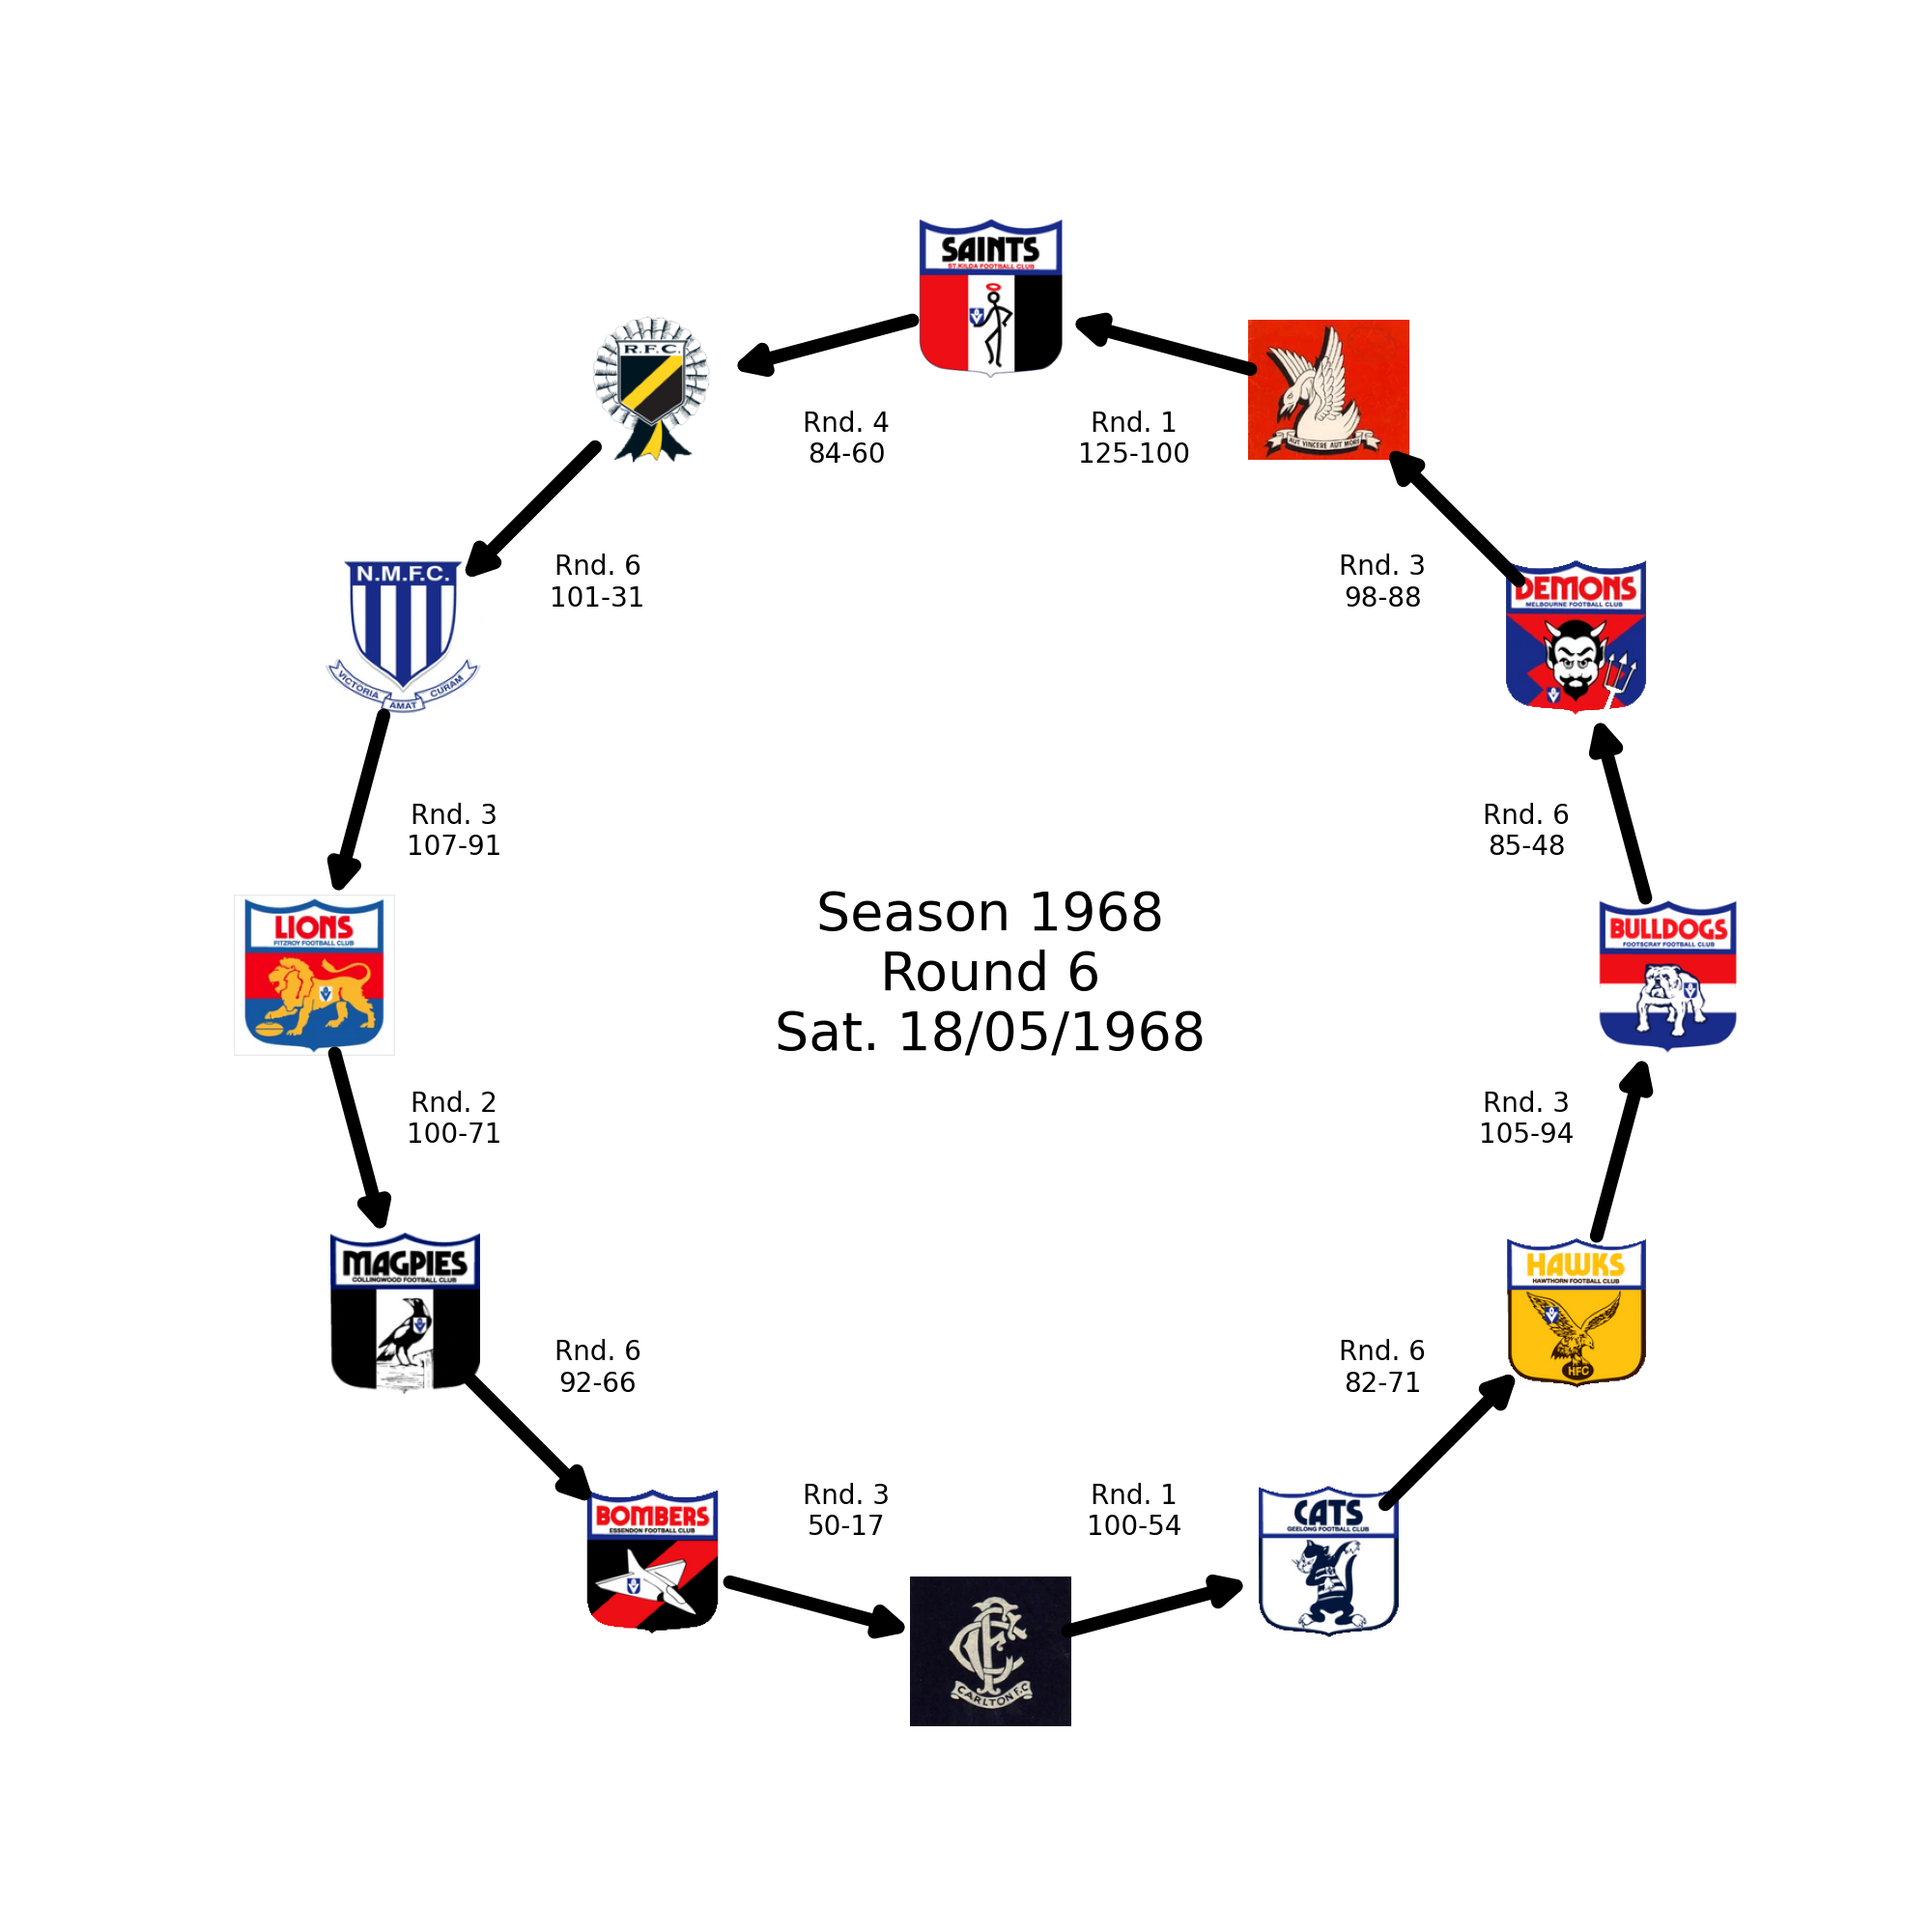 SAINTS
ST.KILDA FOOTBALL CLUB
R.F.C.
AUT VINCERE AUT MORI
Rnd. 4
84-60
Rnd. 1
125-100
N.M.F.C.
VICTORIA AMAT CURAM
Rnd. 6
101-31
Rnd. 3
98-88
DEMONS
MELBOURNE FOOTBALL CLUB
Rnd. 3
107-91
Rnd. 6
85-48
LIONS
FITZROY FOOTBALL CLUB
Season 1968
Round 6
Sat. 18/05/1968
BULLDOGS
FOOTSCRAY FOOTBALL CLUB
Rnd. 2
100-71
Rnd. 3
105-94
MAGPIES
COLLINGWOOD FOOTBALL CLUB
HAWKS
HAWTHORN FOOTBALL CLUB
HFC
Rnd. 6
92-66
Rnd. 6
82-71
BOMBERS
ESSENDON FOOTBALL CLUB
Rnd. 3
50-17
Rnd. 1
100-54
CATS
GEELONG FOOTBALL CLUB
CFC
CARLTON F.C